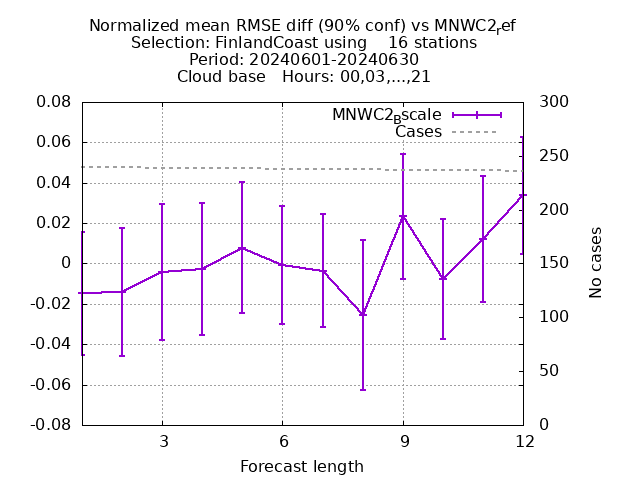 Normalized mean RMSE diff (90% conf) vs MNWC2ref
Selection: FinlandCoast using    16 stations
Period: 20240601-20240630
Cloud base   Hours: 00,03,...,21
MNWC2Bscale
Cases
0.08
0.06
0.04
0.02
0
-0.02
-0.04
-0.06
-0.08
300
250
200
150
100
50
0
No cases
3 6 9 12
Forecast length